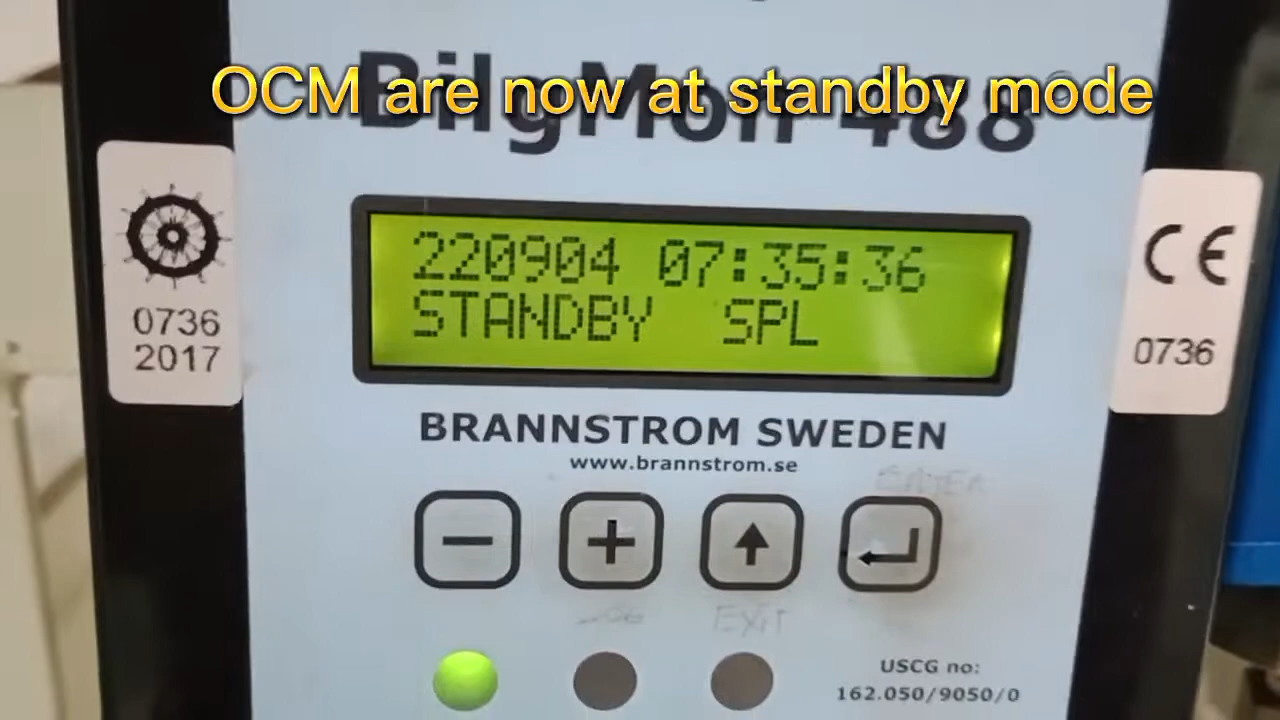 OCM are now at standby mode
BilgMon 488
220904 07:35:36
STANDBY SPL
0736
2017
CE
0736
BRANNSTROM SWEDEN
www.brannstrom.se
ENTER
EXIT
USCG no:
162.050/9050/0